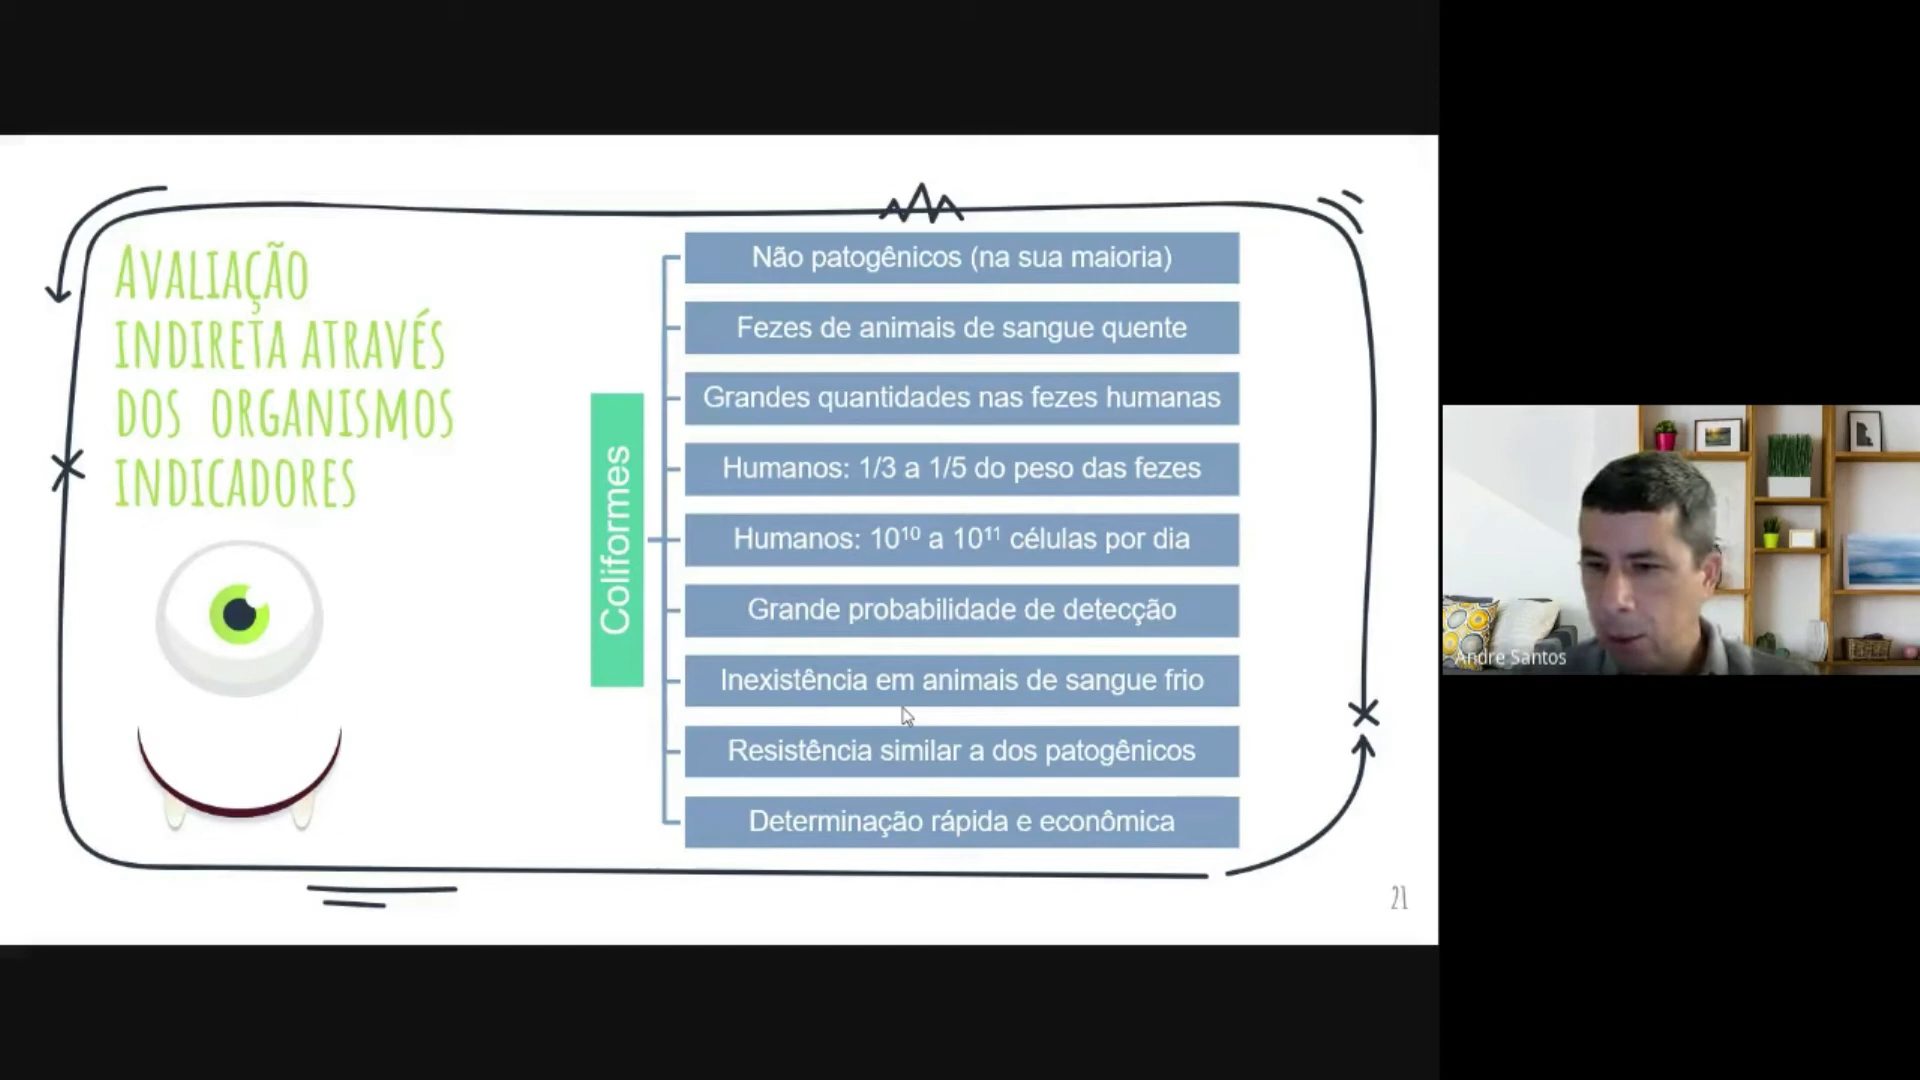 AVALIAÇÃO
INDIRETA ATRAVÉS
DOS ORGANISMOS
INDICADORES
Coliformes
Não patogênicos (na sua maioria)
Fezes de animais de sangue quente
Grandes quantidades nas fezes humanas
Humanos: 1/3 a 1/5 do peso das fezes
Humanos: 10¹⁰ a 10¹¹ células por dia
Grande probabilidade de detecção
Inexistência em animais de sangue frio
Resistência similar a dos patogênicos
Determinação rápida e econômica
21
Andre Santos